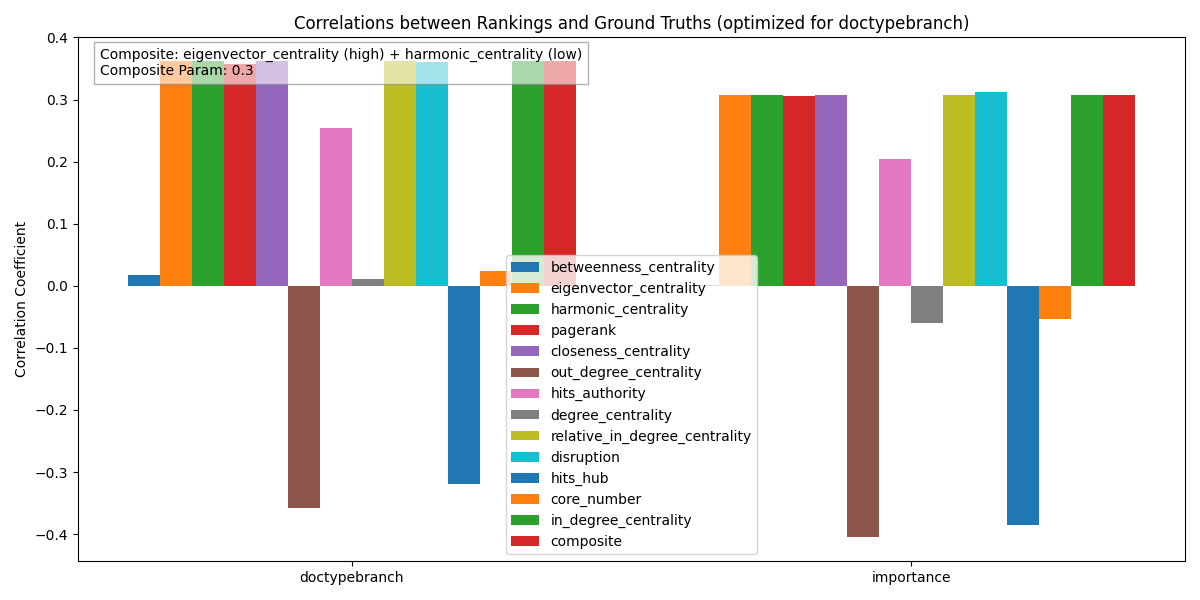 Correlations between Rankings and Ground Truths (optimized for doctypebranch)
Composite: eigenvector_centrality (high) + harmonic_centrality (low)
Composite Param: 0.3
Correlation Coefficient
0.4
0.3
0.2
0.1
0.0
−0.1
−0.2
−0.3
−0.4
betweenness_centrality
eigenvector_centrality
harmonic_centrality
pagerank
closeness_centrality
out_degree_centrality
hits_authority
degree_centrality
relative_in_degree_centrality
disruption
hits_hub
core_number
in_degree_centrality
composite
doctypebranch
importance